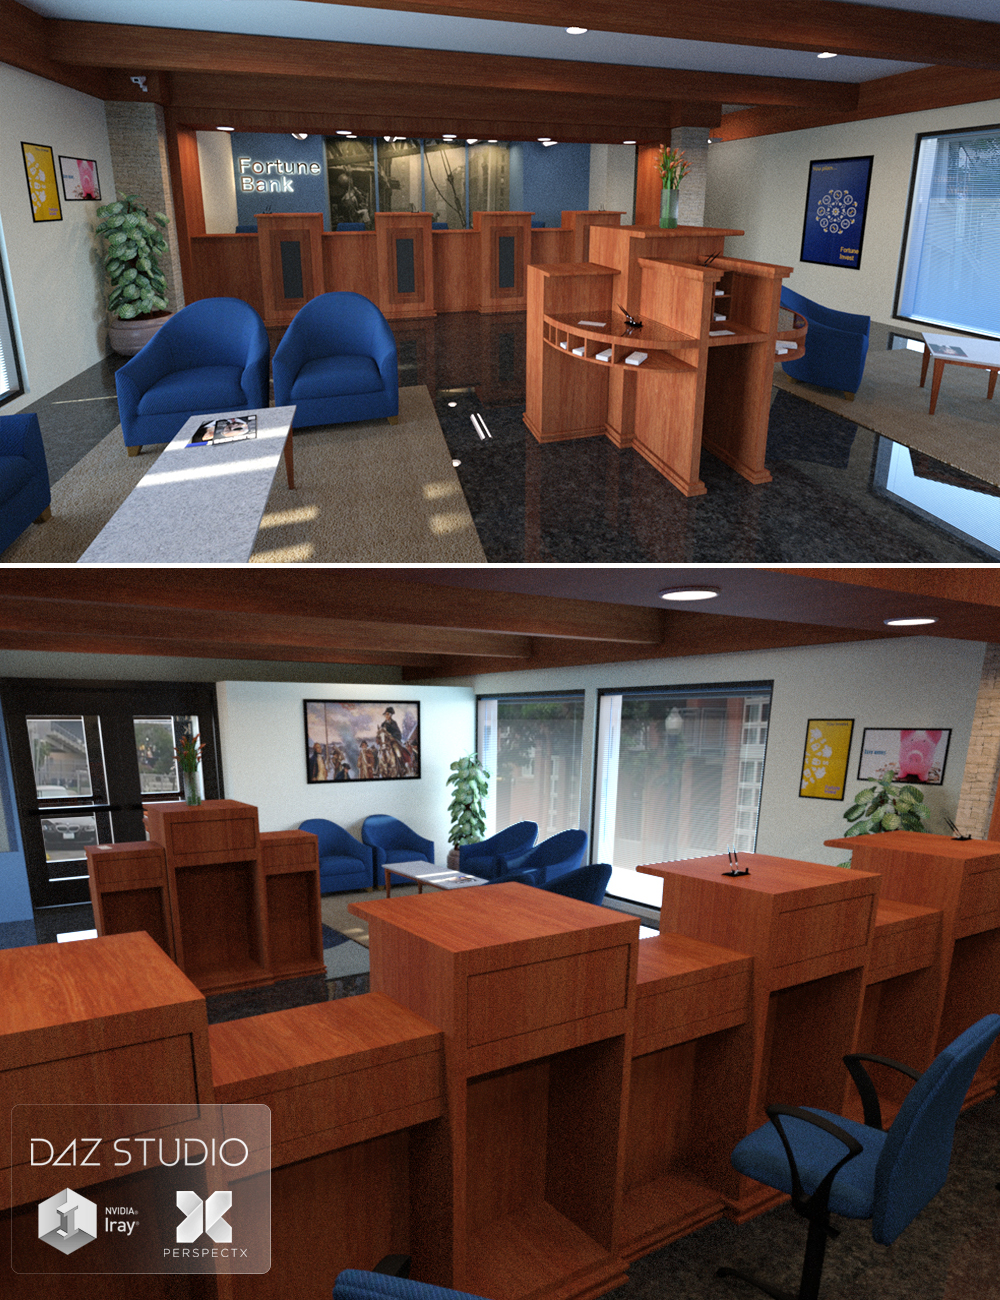 Fortune
Bank
Fortune
Invest
DAZ STUDIO
NVIDIA®
Iray®
PERSPECTX